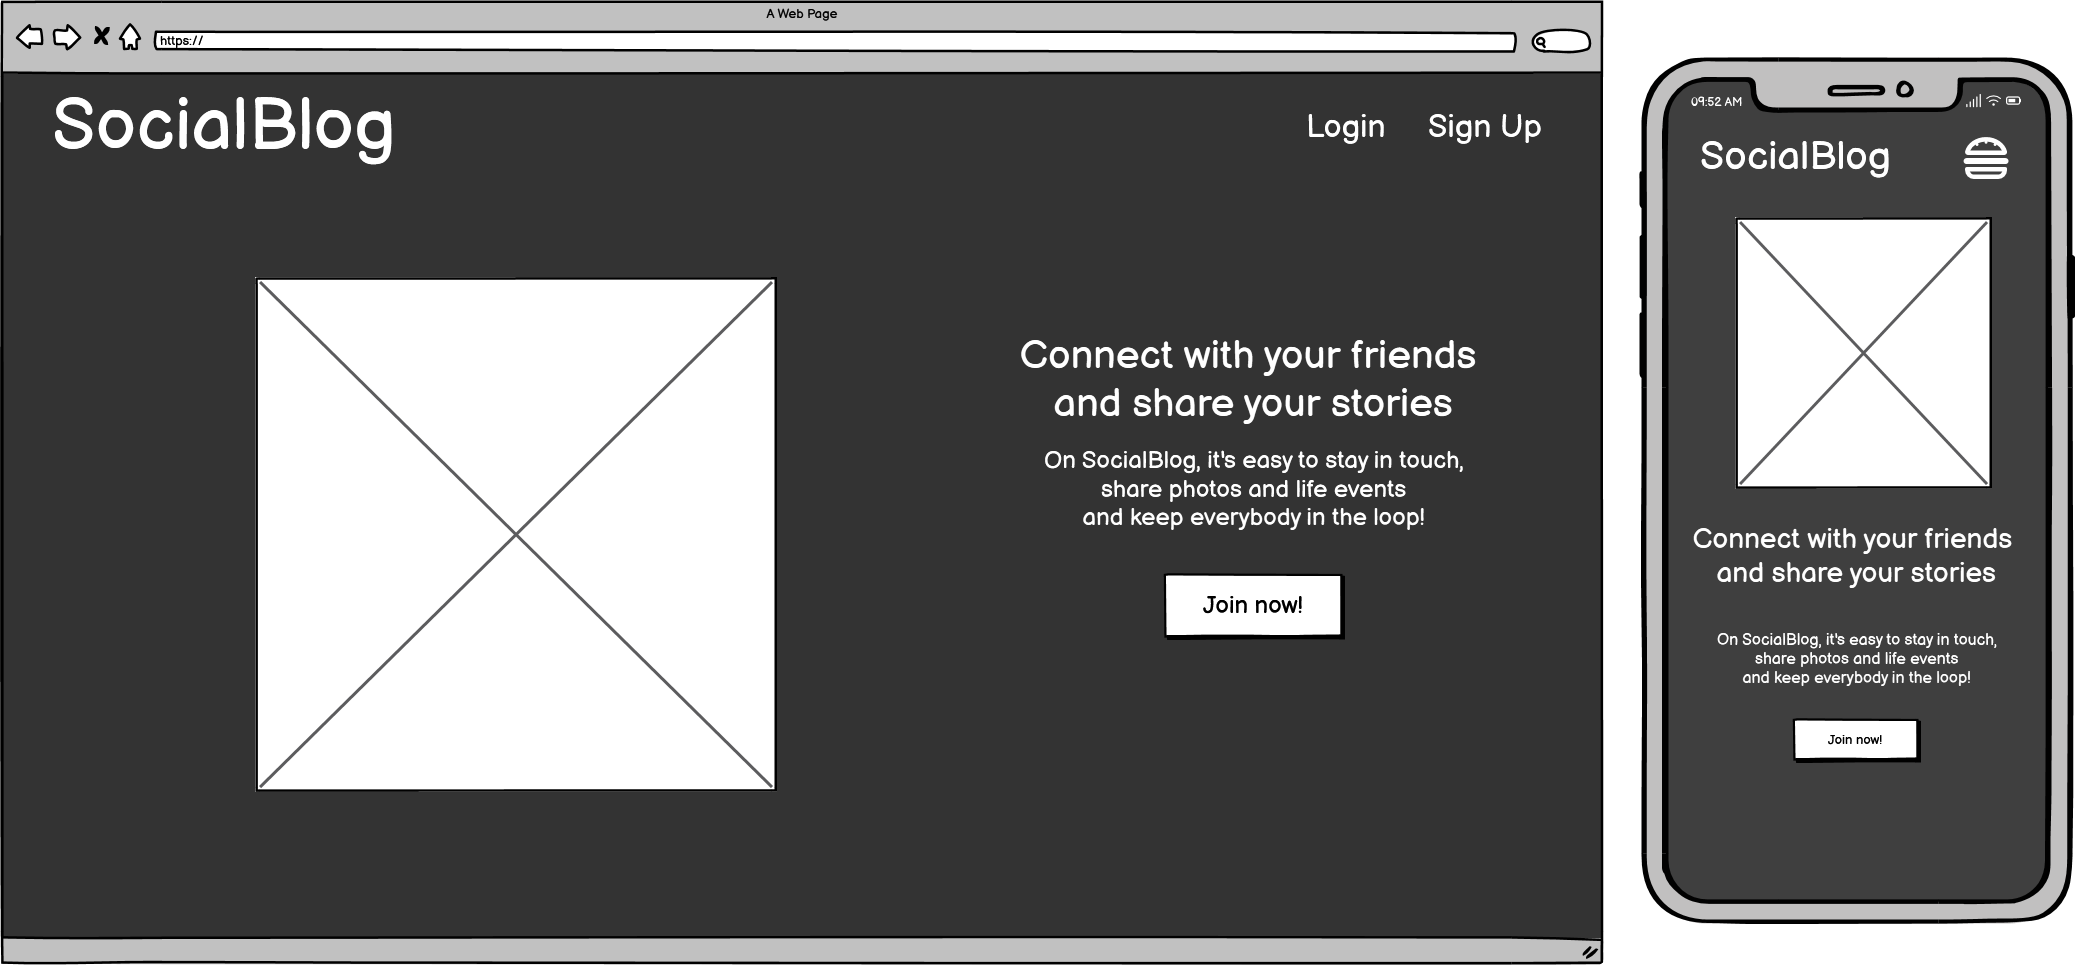 A Web Page
https://
SocialBlog
Login
Sign Up
Connect with your friends
and share your stories
On SocialBlog, it's easy to stay in touch,
share photos and life events
and keep everybody in the loop!
Join now!
09:52 AM
SocialBlog
Connect with your friends
and share your stories
On SocialBlog, it's easy to stay in touch,
share photos and life events
and keep everybody in the loop!
Join now!